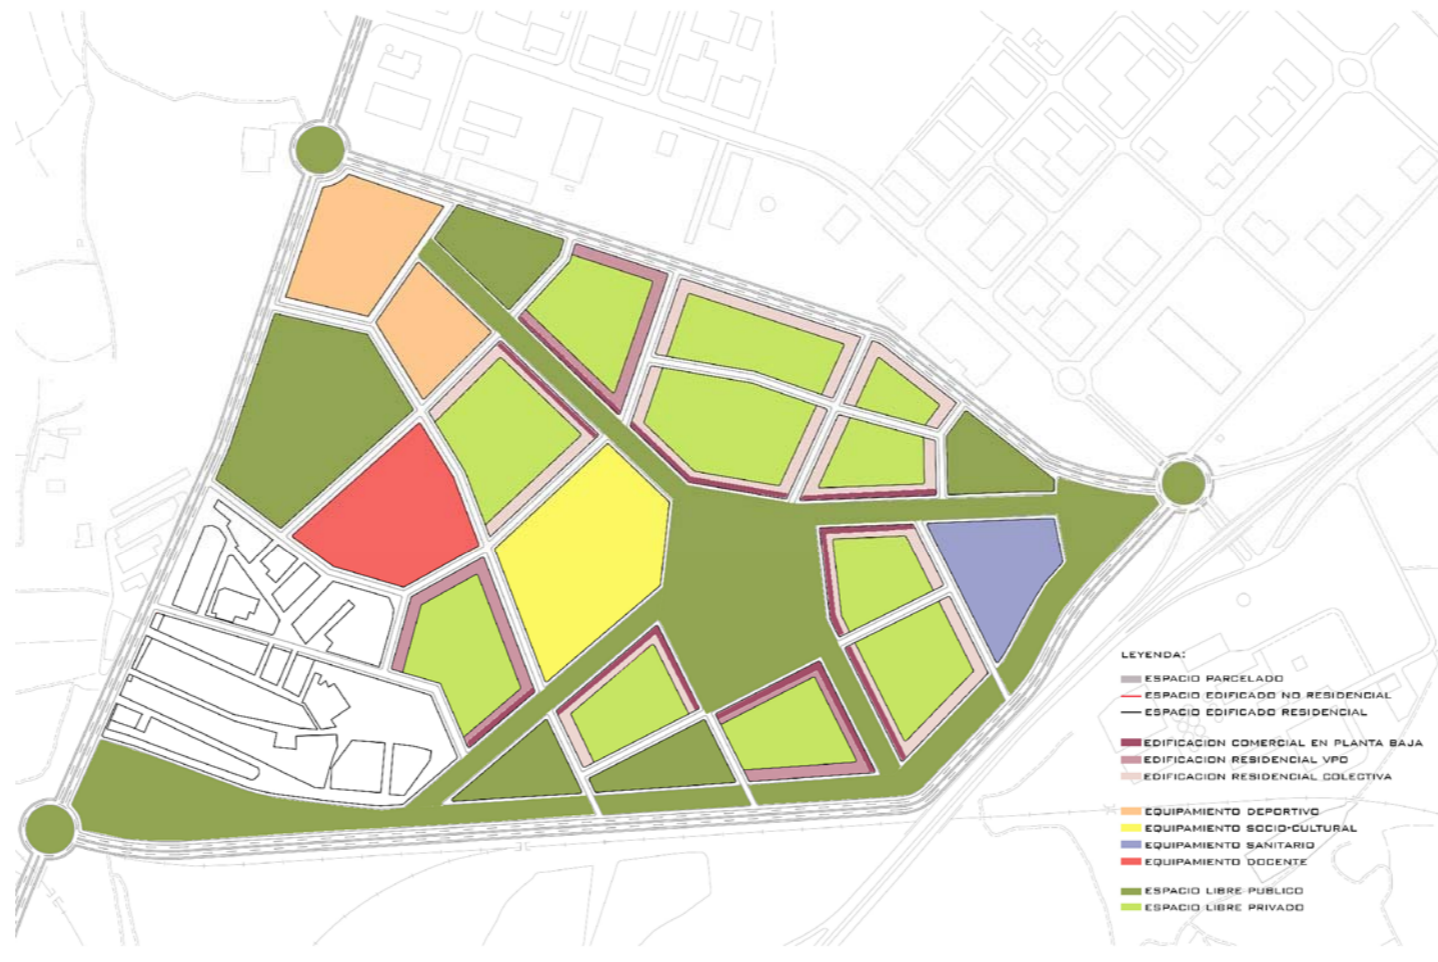 LEYENDA:
ESPACIO PARCELADO
ESPACIO EDIFICADO NO RESIDENCIAL
ESPACIO EDIFICADO RESIDENCIAL
EDIFICACION COMERCIAL EN PLANTA BAJA
EDIFICACION RESIDENCIAL VPO
EDIFICACION RESIDENCIAL COLECTIVA
EQUIPAMIENTO DEPORTIVO
EQUIPAMIENTO SOCIO-CULTURAL
EQUIPAMIENTO SANITARIO
EQUIPAMIENTO DOCENTE
ESPACIO LIBRE PUBLICO
ESPACIO LIBRE PRIVADO